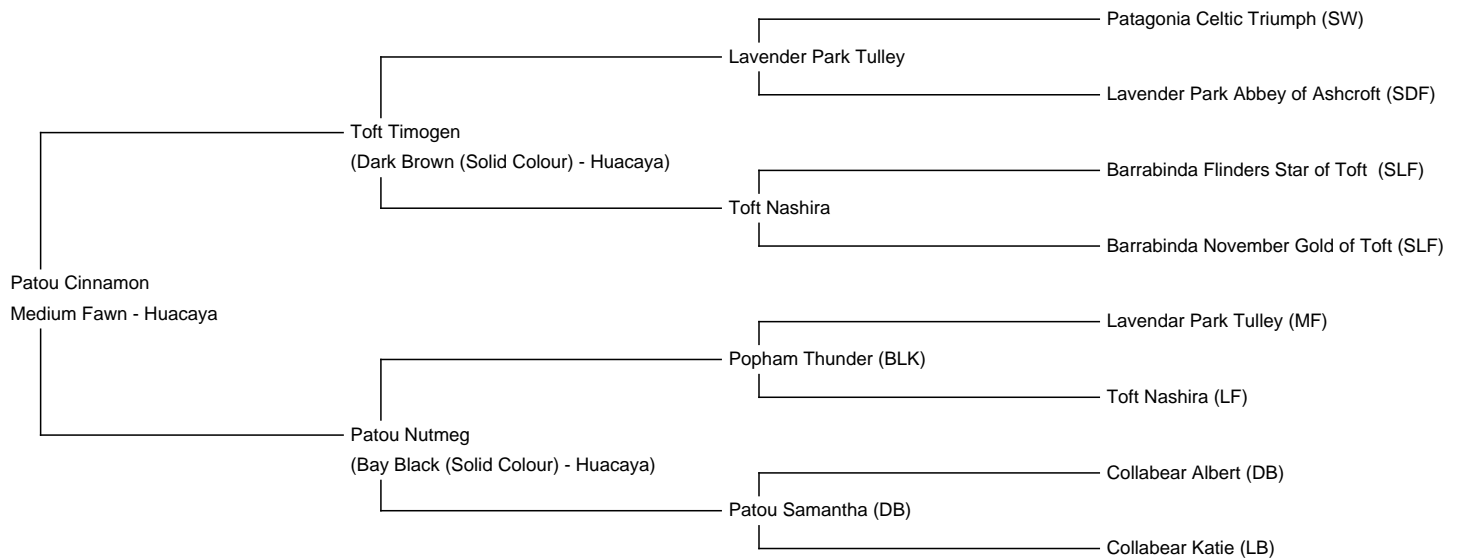 Patagonia Celtic Triumph (SW)
Lavender Park Tulley
Lavender Park Abbey of Ashcroft (SDF)
Toft Timogen
(Dark Brown (Solid Colour) - Huacaya)
Barrabinda Flinders Star of Toft  (SLF)
Toft Nashira
Barrabinda November Gold of Toft (SLF)
Patou Cinnamon
Medium Fawn - Huacaya
Lavendar Park Tulley (MF)
Popham Thunder (BLK)
Toft Nashira (LF)
Patou Nutmeg
(Bay Black (Solid Colour) - Huacaya)
Collabear Albert (DB)
Patou Samantha (DB)
Collabear Katie (LB)